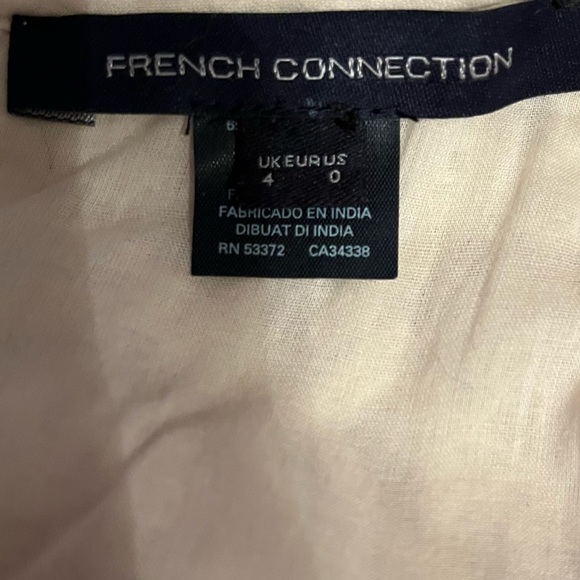 FRENCH CONNECTION
UK EUR US
4 0
FABRICADO EN INDIA
DIBUAT DI INDIA
RN 53372 CA34338